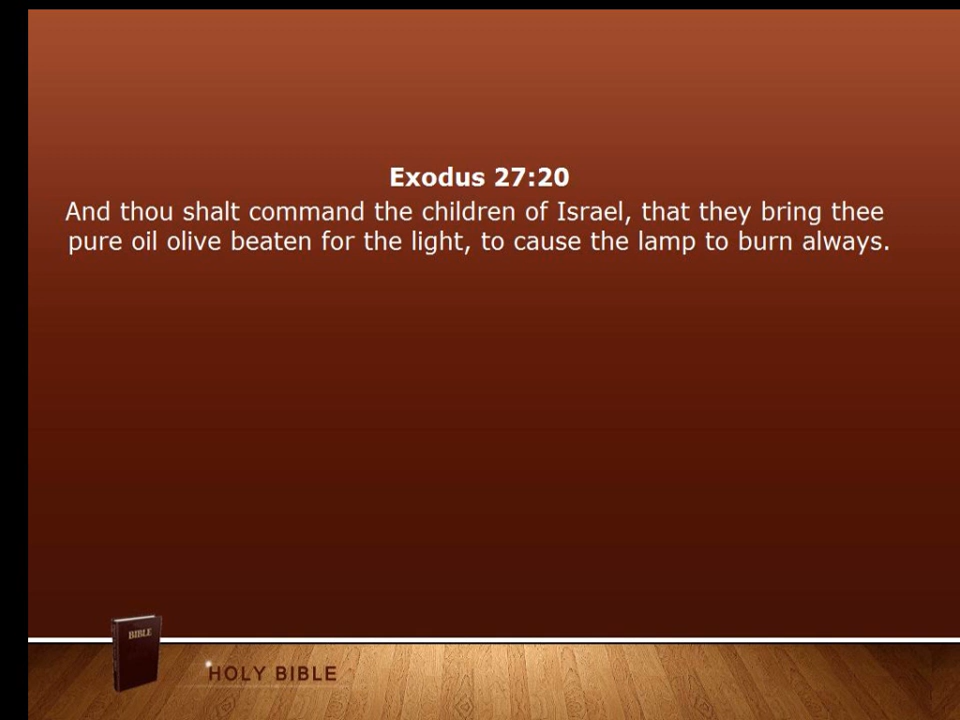 Exodus 27:20
And thou shalt command the children of Israel, that they bring thee
pure oil olive beaten for the light, to cause the lamp to burn always.
BIBLE
HOLY BIBLE